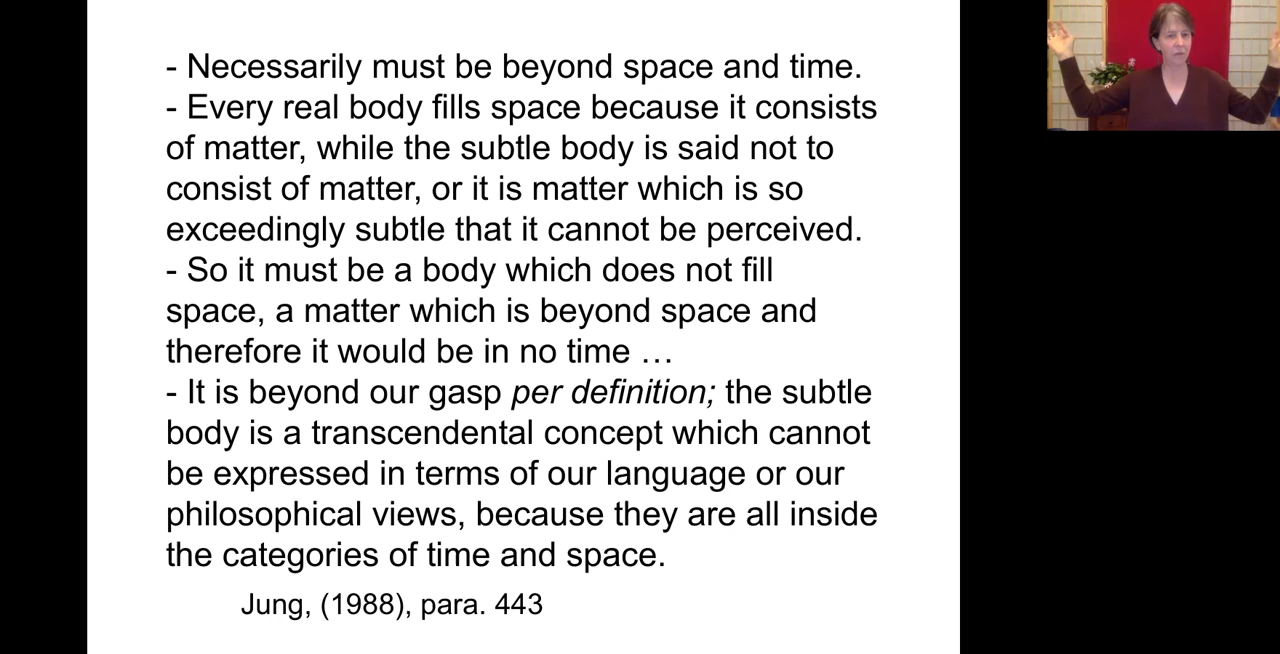 - Necessarily must be beyond space and time.
- Every real body fills space because it consists
of matter, while the subtle body is said not to
consist of matter, or it is matter which is so
exceedingly subtle that it cannot be perceived.
- So it must be a body which does not fill
space, a matter which is beyond space and
therefore it would be in no time …
- It is beyond our gasp per definition; the subtle
body is a transcendental concept which cannot
be expressed in terms of our language or our
philosophical views, because they are all inside
the categories of time and space.
Jung, (1988), para. 443